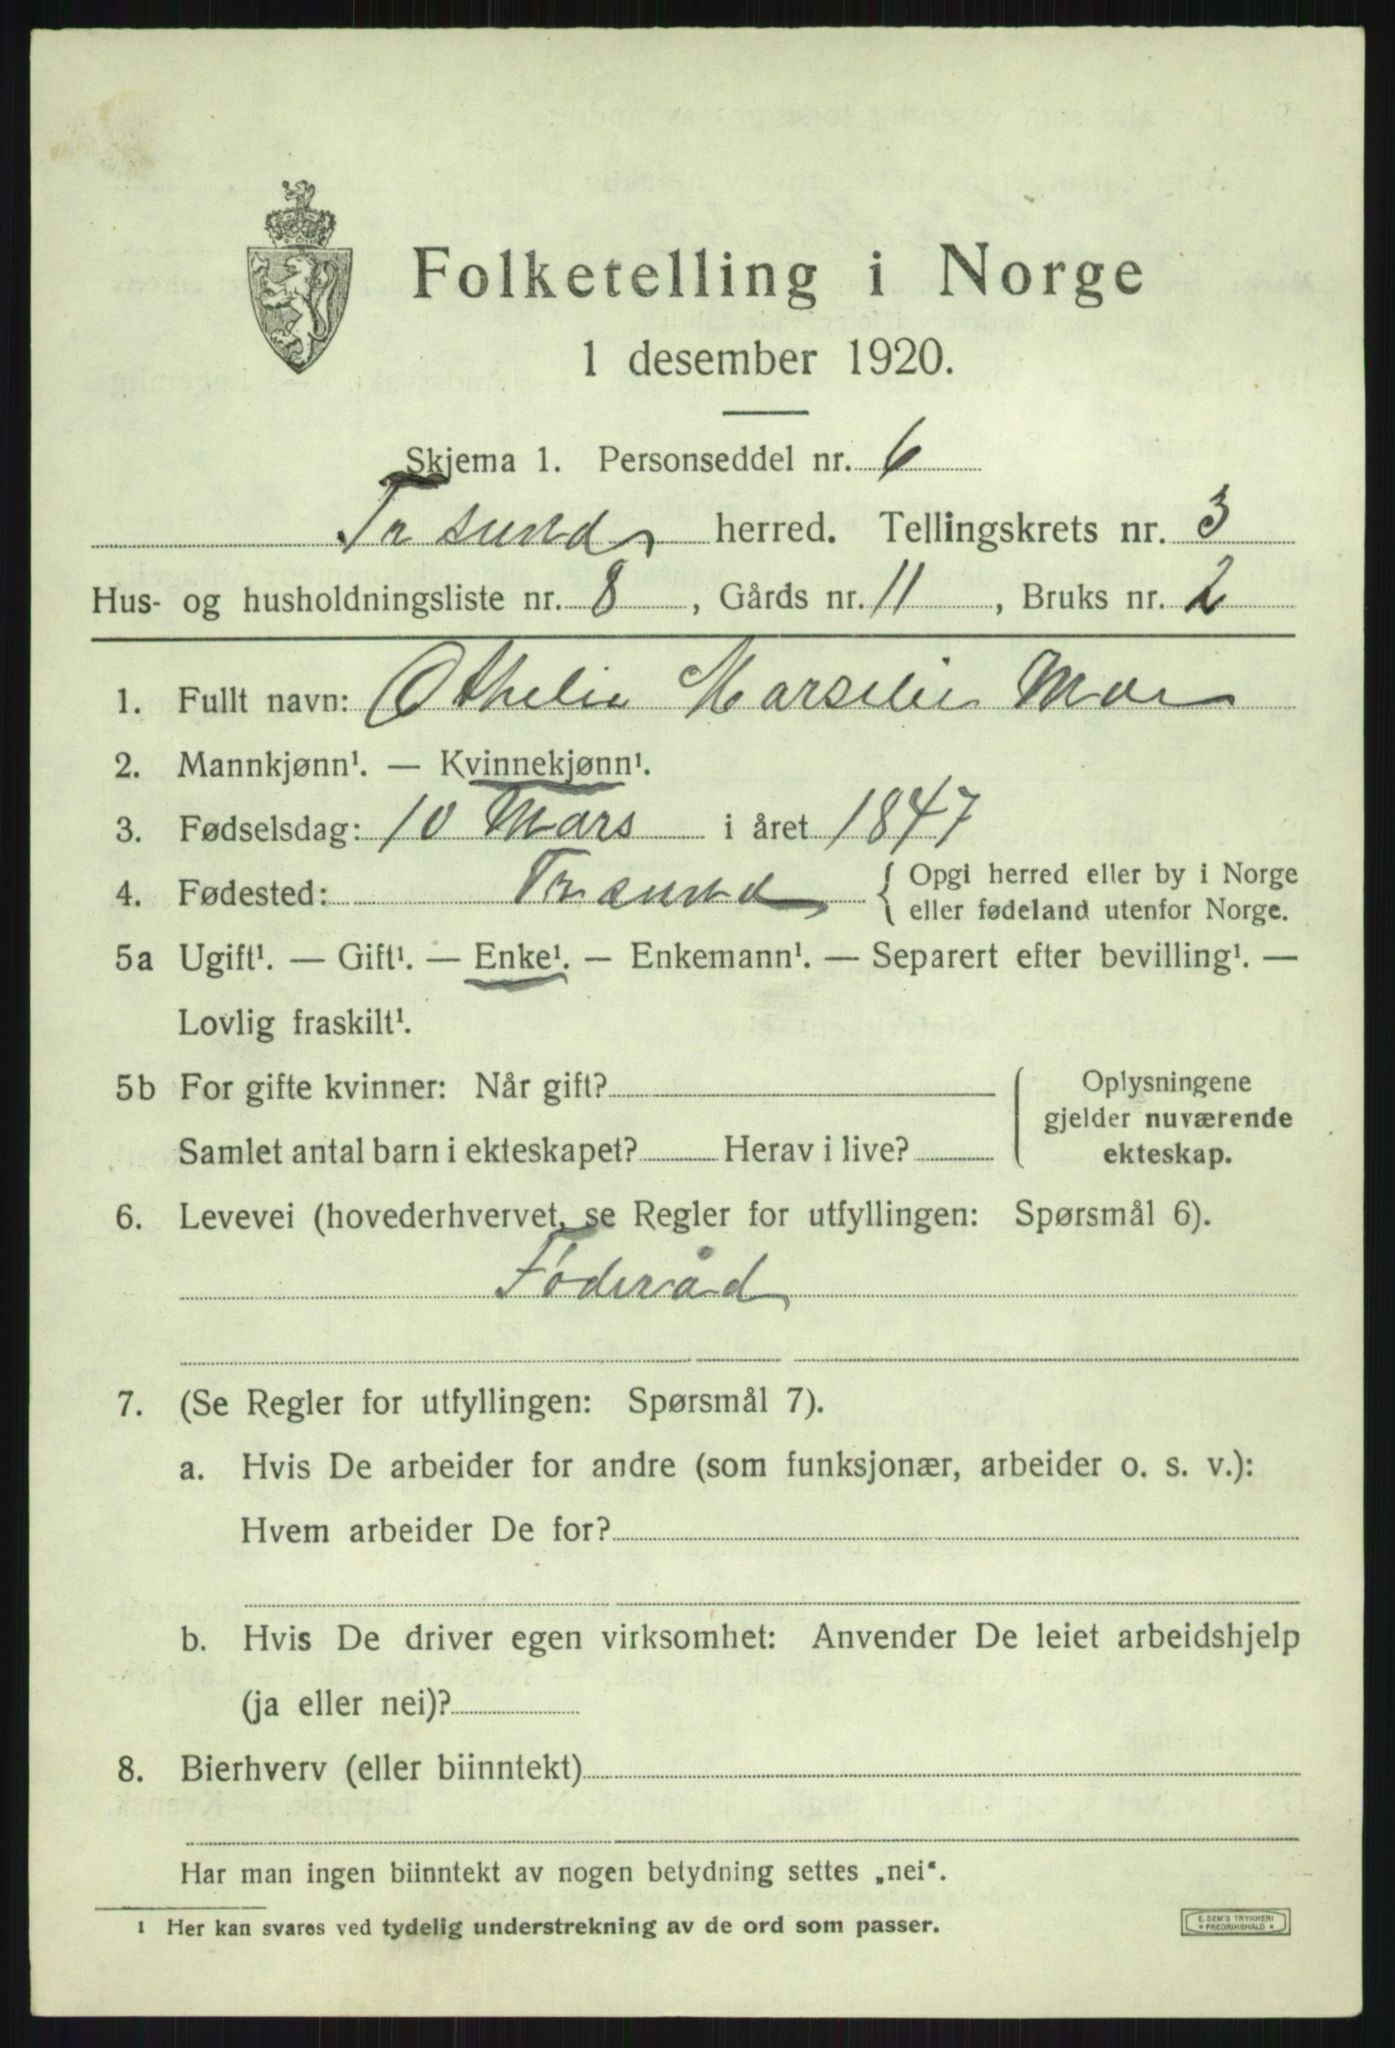 Folketelling i Norge
1 desember 1920.
Skjema 1. Personseddel nr. 6
Trsund herred. Tellingskrets nr. 3
Hus- og husholdningsliste nr. 8, Gårds nr. 11, Bruks nr. 2
1. Fullt navn: Othelie Marselie Moe
2. Mannkjønn¹. — Kvinnekjønn¹.
3. Fødselsdag: 10 Mars i året 1847
4. Fødested: Trsund { Opgi herred eller by i Norge
eller fødeland utenfor Norge.
5a Ugift¹. — Gift¹. — Enke¹. — Enkemann¹. — Separert efter bevilling¹. —
Lovlig fraskilt¹.
5b For gifte kvinner: Når gift?
Samlet antal barn i ekteskapet? Herav i live?
Oplysningene
gjelder nuværende
ekteskap.
6. Levevei (hovederhvervet, se Regler for utfyllingen: Spørsmål 6).
Føderåd
7. (Se Regler for utfyllingen: Spørsmål 7).
a. Hvis De arbeider for andre (som funksjonær, arbeider o. s. v.):
Hvem arbeider De for?
b. Hvis De driver egen virksomhet: Anvender De leiet arbeidshjelp
(ja eller nei)?
8. Bierhverv (eller biinntekt)
Har man ingen biinntekt av nogen betydning settes „nei“.
¹ Her kan svares ved tydelig understrekning av de ord som passer.
E. SEM'S TRYKKERI
* FREDRIKSHALD *